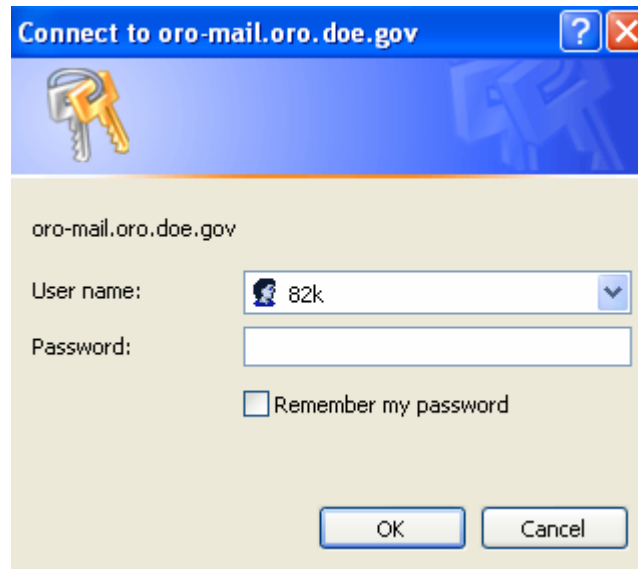 Connect to oro-mail.oro.doe.gov
oro-mail.oro.doe.gov
User name: 82k
Password:
Remember my password
OK Cancel